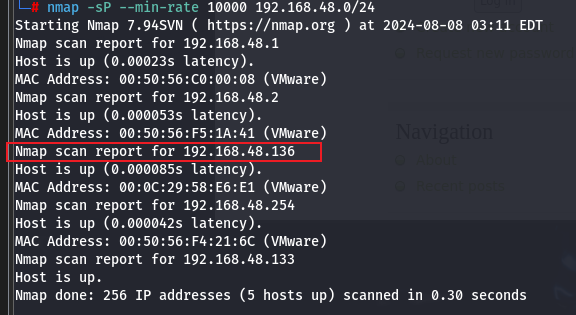 # nmap -sP --min-rate 10000 192.168.48.0/24
Starting Nmap 7.94SVN ( https://nmap.org ) at 2024-08-08 03:11 EDT
Nmap scan report for 192.168.48.1
Host is up (0.00023s latency).
MAC Address: 00:50:56:C0:00:08 (VMware)
Nmap scan report for 192.168.48.2
Host is up (0.000053s latency).
MAC Address: 00:50:56:F5:1A:41 (VMware)
Nmap scan report for 192.168.48.136
Host is up (0.000085s latency).
MAC Address: 00:0C:29:58:E6:E1 (VMware)
Nmap scan report for 192.168.48.254
Host is up (0.000042s latency).
MAC Address: 00:50:56:F4:21:6C (VMware)
Nmap scan report for 192.168.48.133
Host is up.
Nmap done: 256 IP addresses (5 hosts up) scanned in 0.30 seconds
Request new password
Navigation